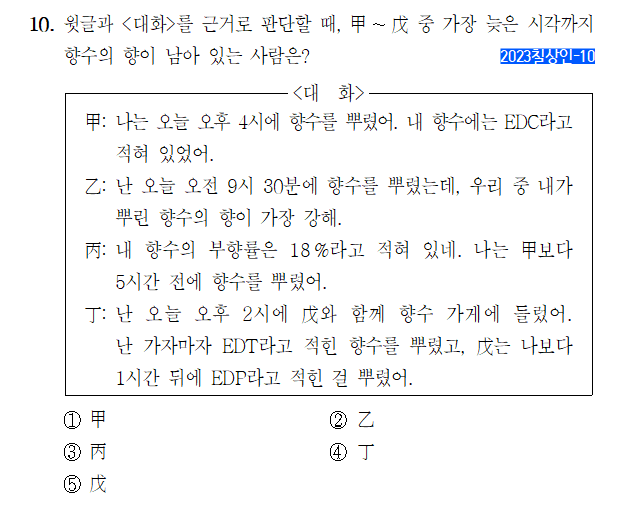 10. 윗글과 <대화>를 근거로 판단할 때, 甲～戊 중 가장 늦은 시각까지
향수의 향이 남아 있는 사람은?
2023칠상인-10
<대 화>
甲: 나는 오늘 오후 4시에 향수를 뿌렸어. 내 향수에는 EDC라고
적혀 있었어.
乙: 난 오늘 오전 9시 30분에 향수를 뿌렸는데, 우리 중 내가
뿌린 향수의 향이 가장 강해.
丙: 내 향수의 부향률은 18%라고 적혀 있네. 나는 甲보다
5시간 전에 향수를 뿌렸어.
丁: 난 오늘 오후 2시에 戊와 함께 향수 가게에 들렀어.
난 가자마자 EDT라고 적힌 향수를 뿌렸고, 戊는 나보다
1시간 뒤에 EDP라고 적힌 걸 뿌렸어.
① 甲 ② 乙
③ 丙 ④ 丁
⑤ 戊